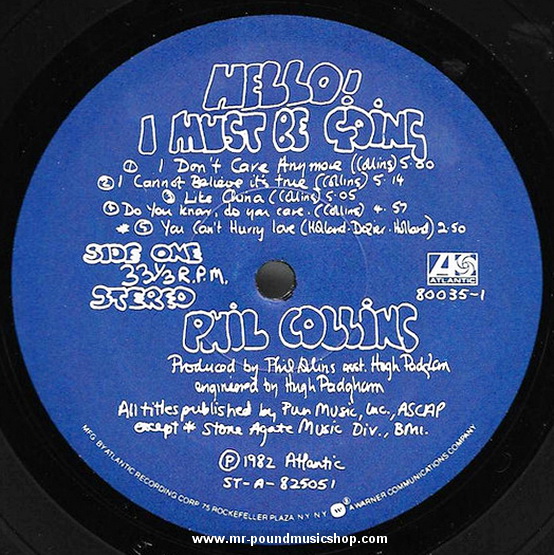 HELLO!
I MUST BE GOING
① I Don't Care Anymore (Collins) 5·00
② I Cannot Believe it's true (Collins) 5·14
③ Like China (Collins) 5·05
④ Do you know, do you care. (Collins) 4·57
* ⑤ You Can't Hurry love (Holland·Dozier·Holland) 2·50
SIDE ONE
33⅓ R.P.M.
STEREO
ATLANTIC
80035-1
PHIL COLLINS
Produced by Phil Collins asst. Hugh Padgham
engineered by Hugh Padgham
All titles published by Pun Music, Inc., ASCAP
except * Stone Agate Music Div., BMI.
Ⓟ 1982 Atlantic
ST-A-825051
MFG. BY ATLANTIC RECORDING CORP. 75 ROCKEFELLER PLAZA NY. NY. W ® A WARNER COMMUNICATIONS COMPANY
www.mr-poundmusicshop.com